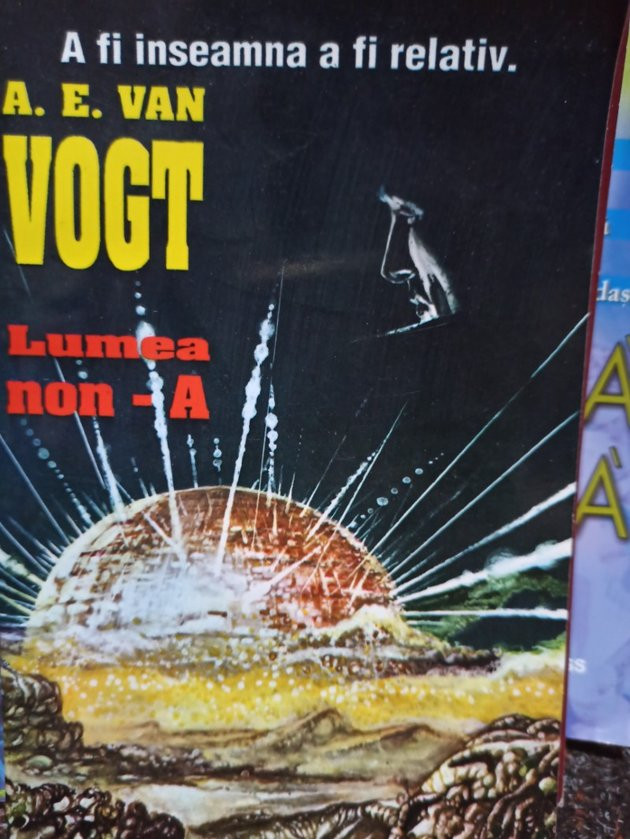 A fi inseamna a fi relativ.
A. E. VAN
VOGT
Lumea
non - A